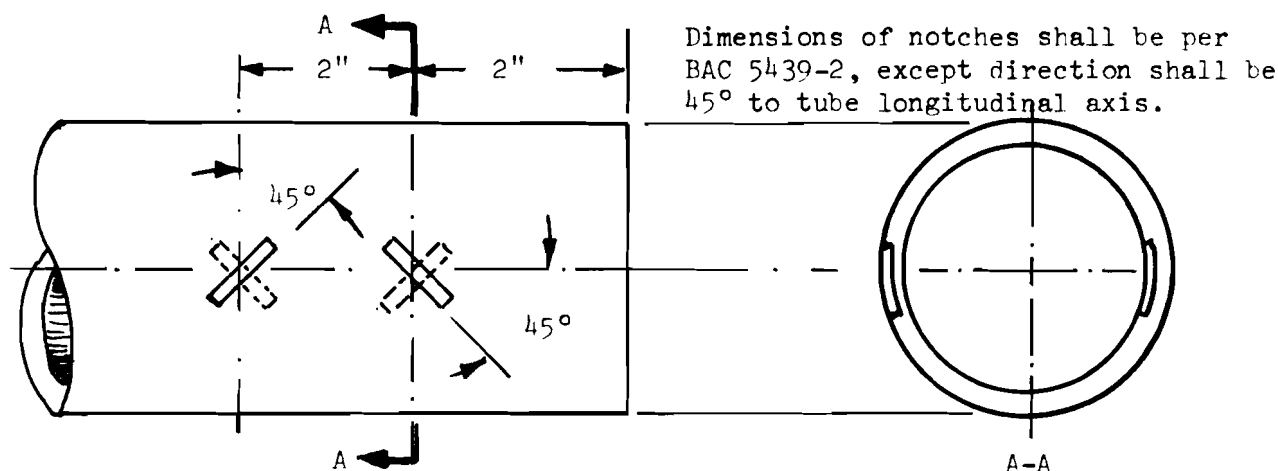 A
2" 2"
Dimensions of notches shall be per
BAC 5439-2, except direction shall be
45° to tube longitudinal axis.
45°
45°
A
A-A